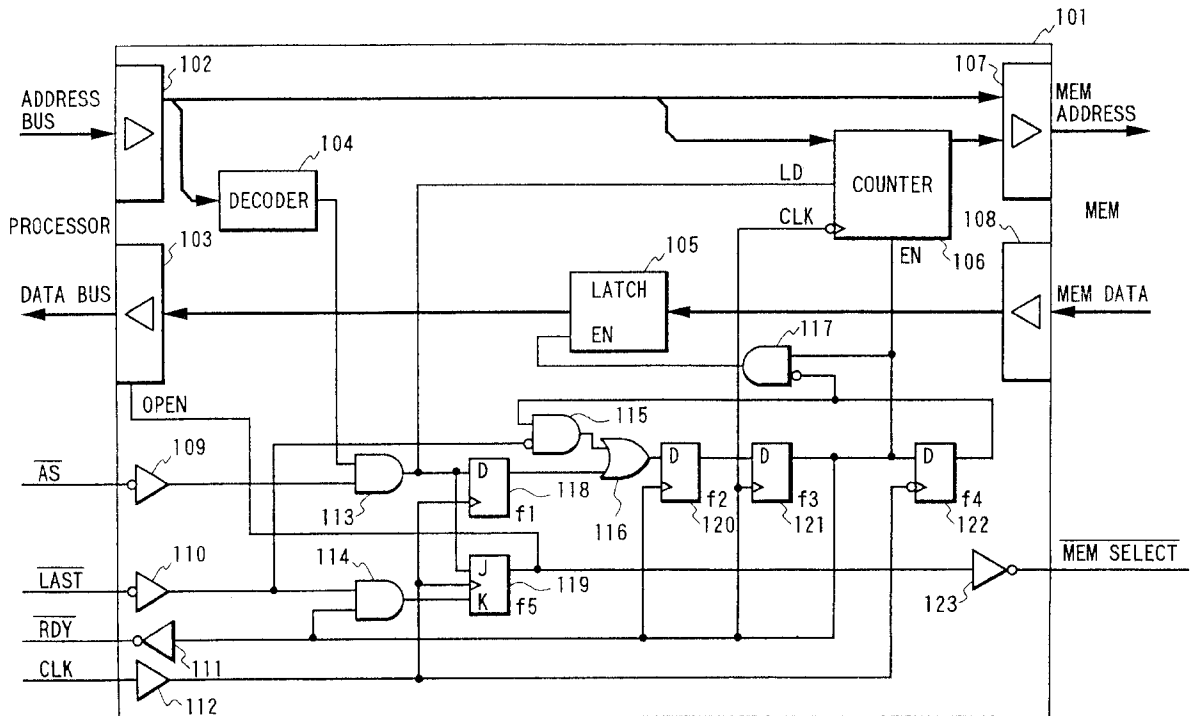 101
102
107
ADDRESS
BUS
MEM
ADDRESS
104
DECODER
LD
COUNTER
CLK
EN
106
PROCESSOR
MEM
103
105
108
DATA BUS
LATCH
EN
MEM DATA
117
OPEN
115
AS
109
113
D
f1
118
116
D
f2
120
D
f3
121
D
f4
122
LAST
110
114
J
K
f5
119
123
MEM SELECT
RDY
111
CLK
112